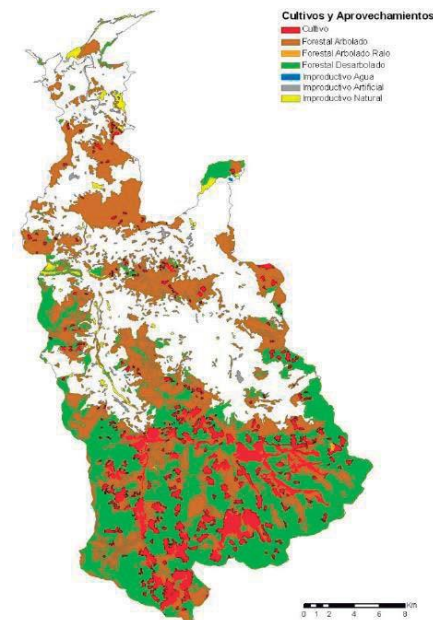 Cultivos y Aprovechamientos
Cultivo
Forestal Arbolado
Forestal Arbolado Ralo
Forestal Desarbolado
Improductivo Agua
Improductivo Artificial
Improductivo Natural
Km
0 1 2 4 6 8